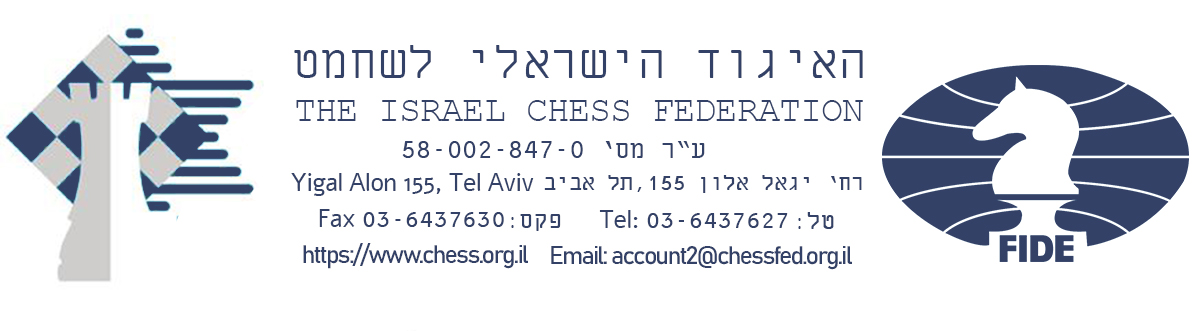 האיגוד הישראלי לשחמט
THE ISRAEL CHESS FEDERATION
ע״ר מס׳ 58-002-847-0
רח׳ יגאל אלון 155, תל אביב Yigal Alon 155, Tel Aviv
טל: Tel: 03-6437627 פקס: Fax 03-6437630
https://www.chess.org.il Email: account2@chessfed.org.il
FIDE